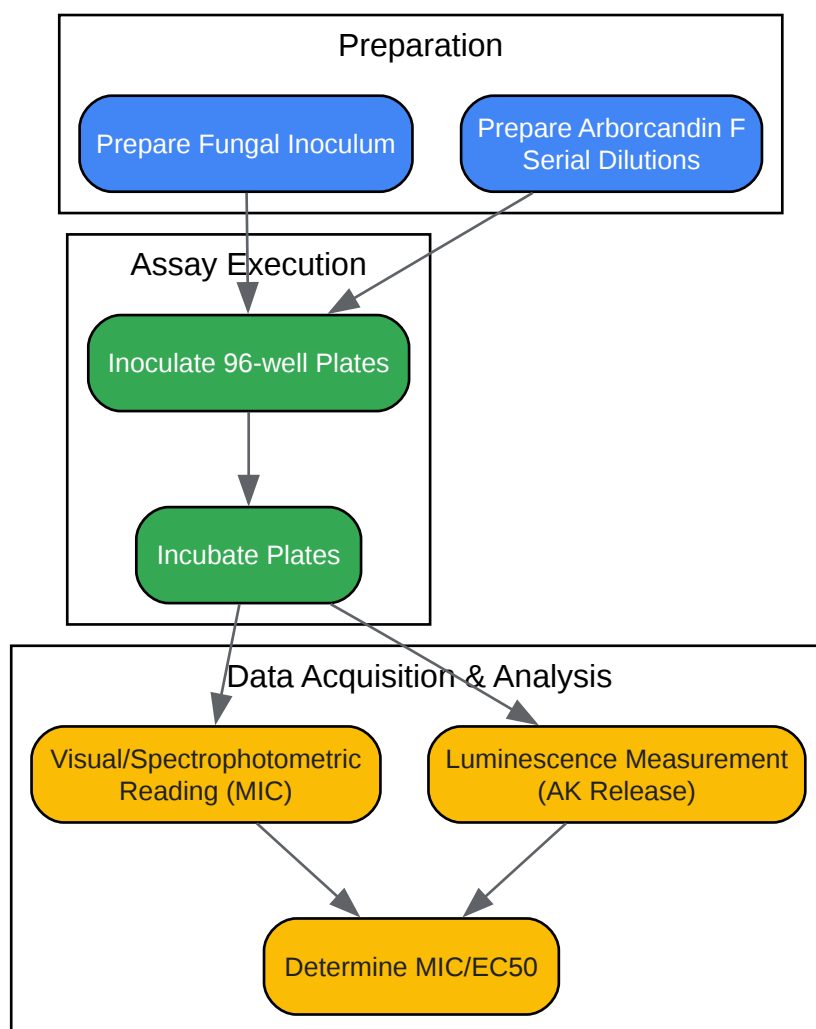 Preparation
Prepare Fungal Inoculum
Prepare Arborcandin F
Serial Dilutions
Assay Execution
Inoculate 96-well Plates
Incubate Plates
Data Acquisition & Analysis
Visual/Spectrophotometric
Reading (MIC)
Luminescence Measurement
(AK Release)
Determine MIC/EC50